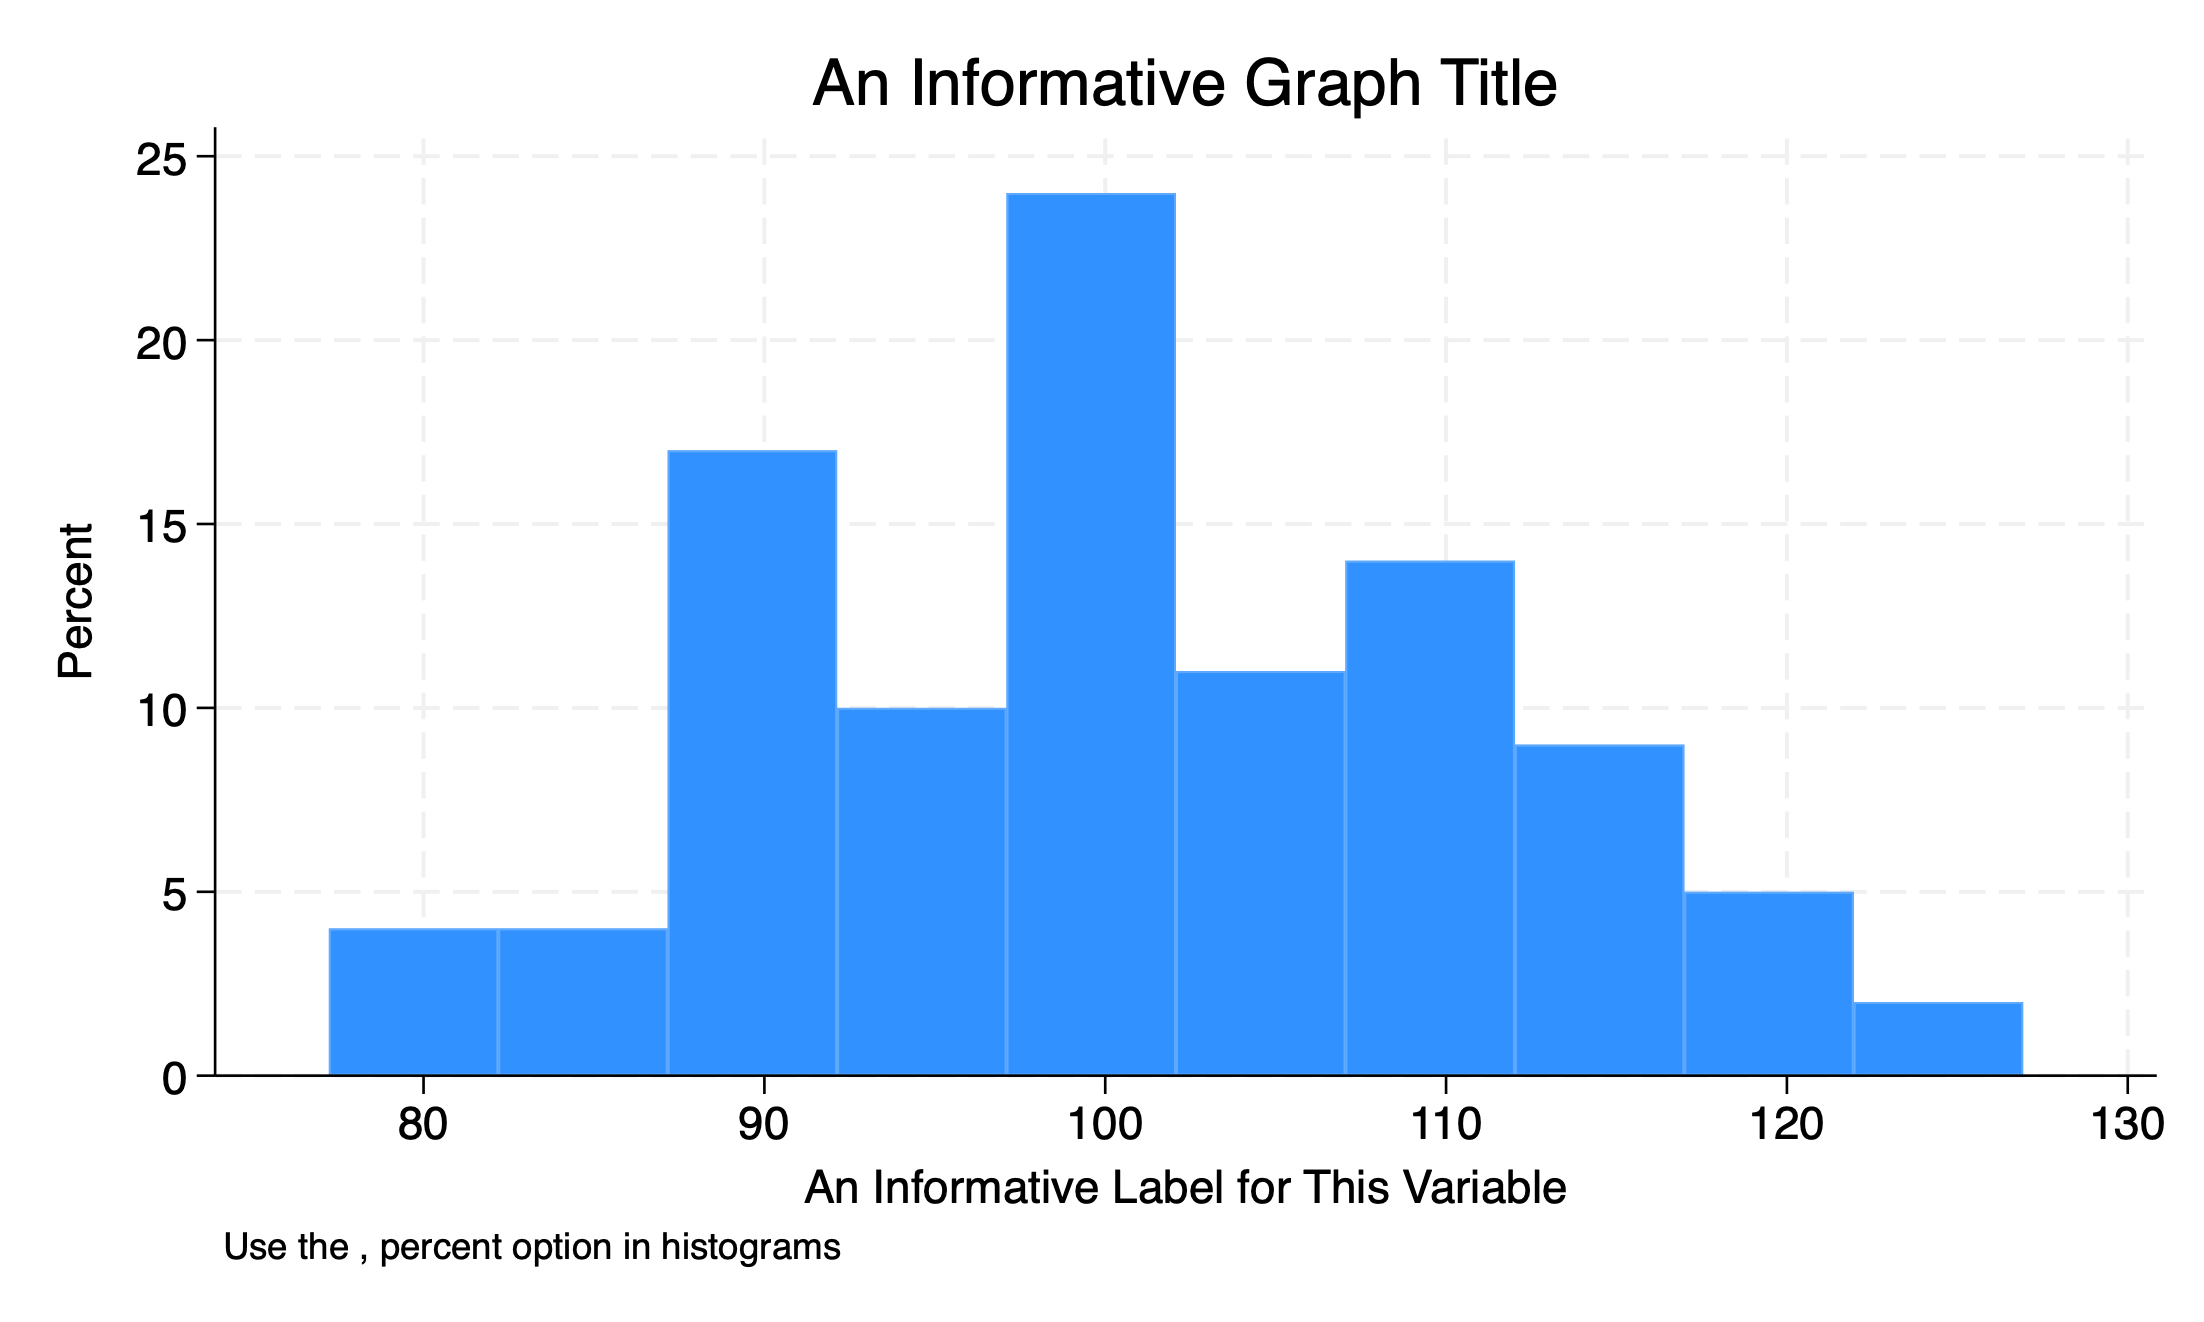 An Informative Graph Title
25
20
15
10
5
0
Percent
80 90 100 110 120 130
An Informative Label for This Variable
Use the , percent option in histograms